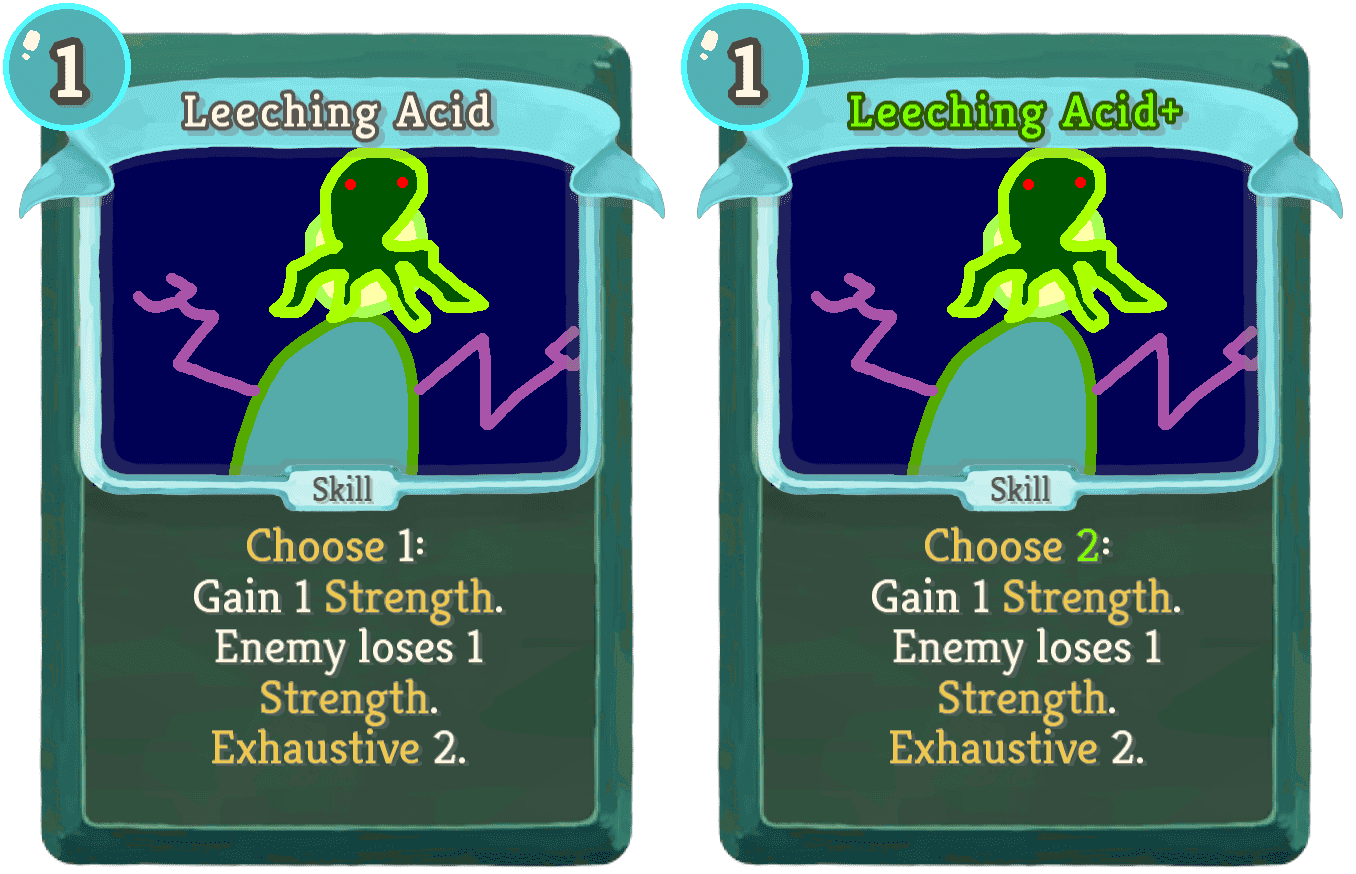 1
Leeching Acid
Skill
Choose 1:
Gain 1 Strength.
Enemy loses 1
Strength.
Exhaustive 2.
1
Leeching Acid+
Skill
Choose 2:
Gain 1 Strength.
Enemy loses 1
Strength.
Exhaustive 2.